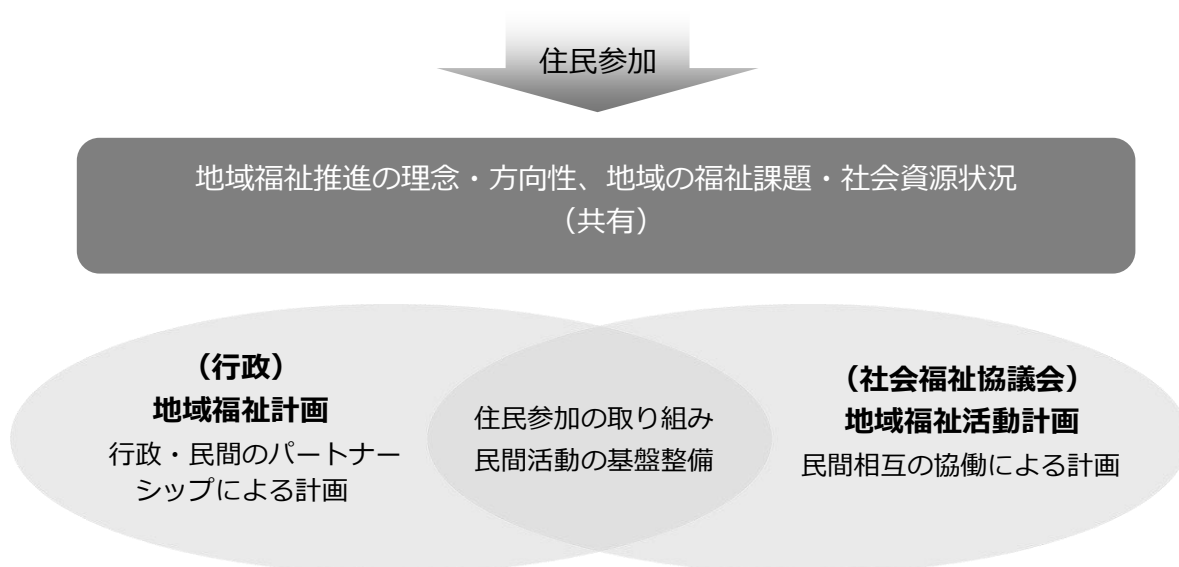 住民参加
地域福祉推進の理念・方向性、地域の福祉課題・社会資源状況
（共有）
（行政）
地域福祉計画
行政・民間のパートナー
シップによる計画
住民参加の取り組み
民間活動の基盤整備
（社会福祉協議会）
地域福祉活動計画
民間相互の協働による計画